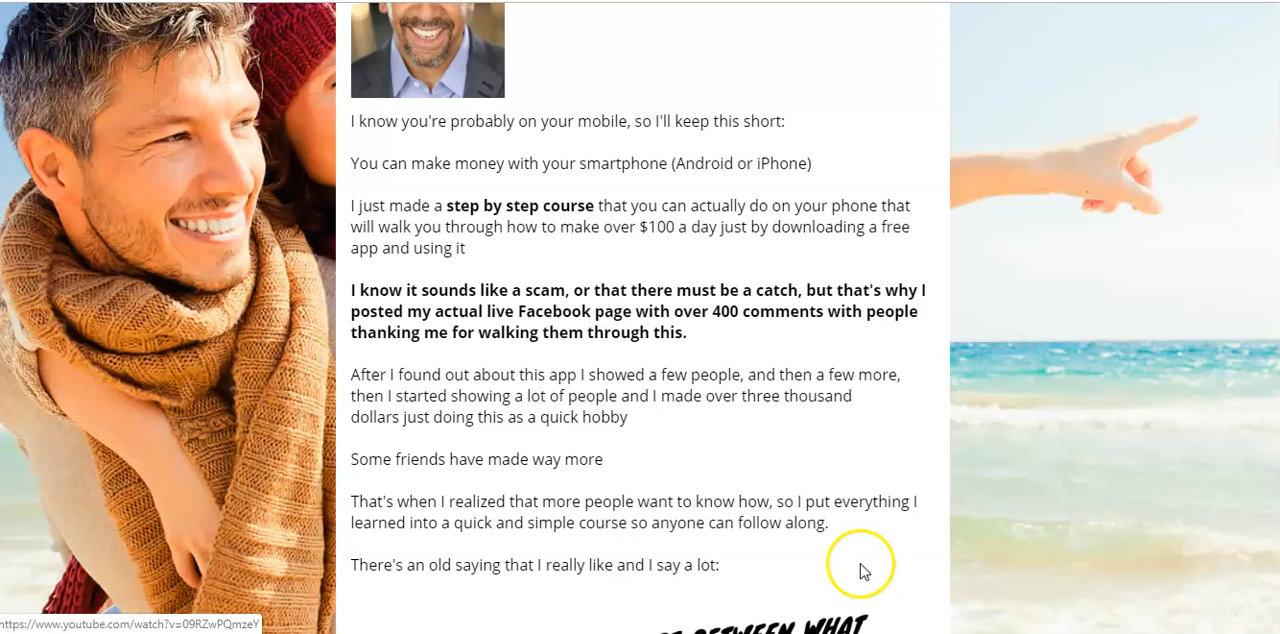 I know you're probably on your mobile, so I'll keep this short:
You can make money with your smartphone (Android or iPhone)
I just made a step by step course that you can actually do on your phone that
will walk you through how to make over $100 a day just by downloading a free
app and using it
I know it sounds like a scam, or that there must be a catch, but that's why I
posted my actual live Facebook page with over 400 comments with people
thanking me for walking them through this.
After I found out about this app I showed a few people, and then a few more,
then I started showing a lot of people and I made over three thousand
dollars just doing this as a quick hobby
Some friends have made way more
That's when I realized that more people want to know how, so I put everything I
learned into a quick and simple course so anyone can follow along.
There's an old saying that I really like and I say a lot:
BETWEEN WHAT
https://www.youtube.com/watch?v=09RZwPQmzeY